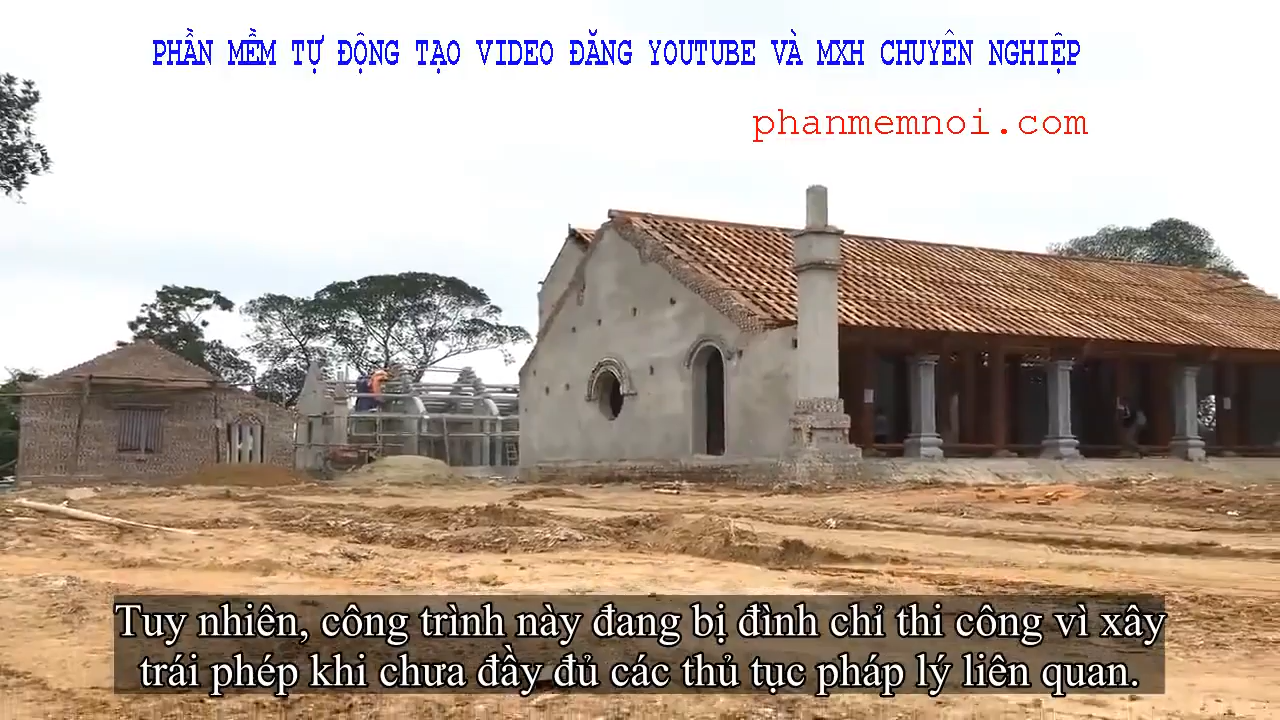 PHẦN MỀM TỰ ĐỘNG TẠO VIDEO ĐĂNG YOUTUBE VÀ MXH CHUYÊN NGHIỆP
phanmemnoi.com
Tuy nhiên, công trình này đang bị đình chỉ thi công vì xây
trái phép khi chưa đầy đủ các thủ tục pháp lý liên quan.